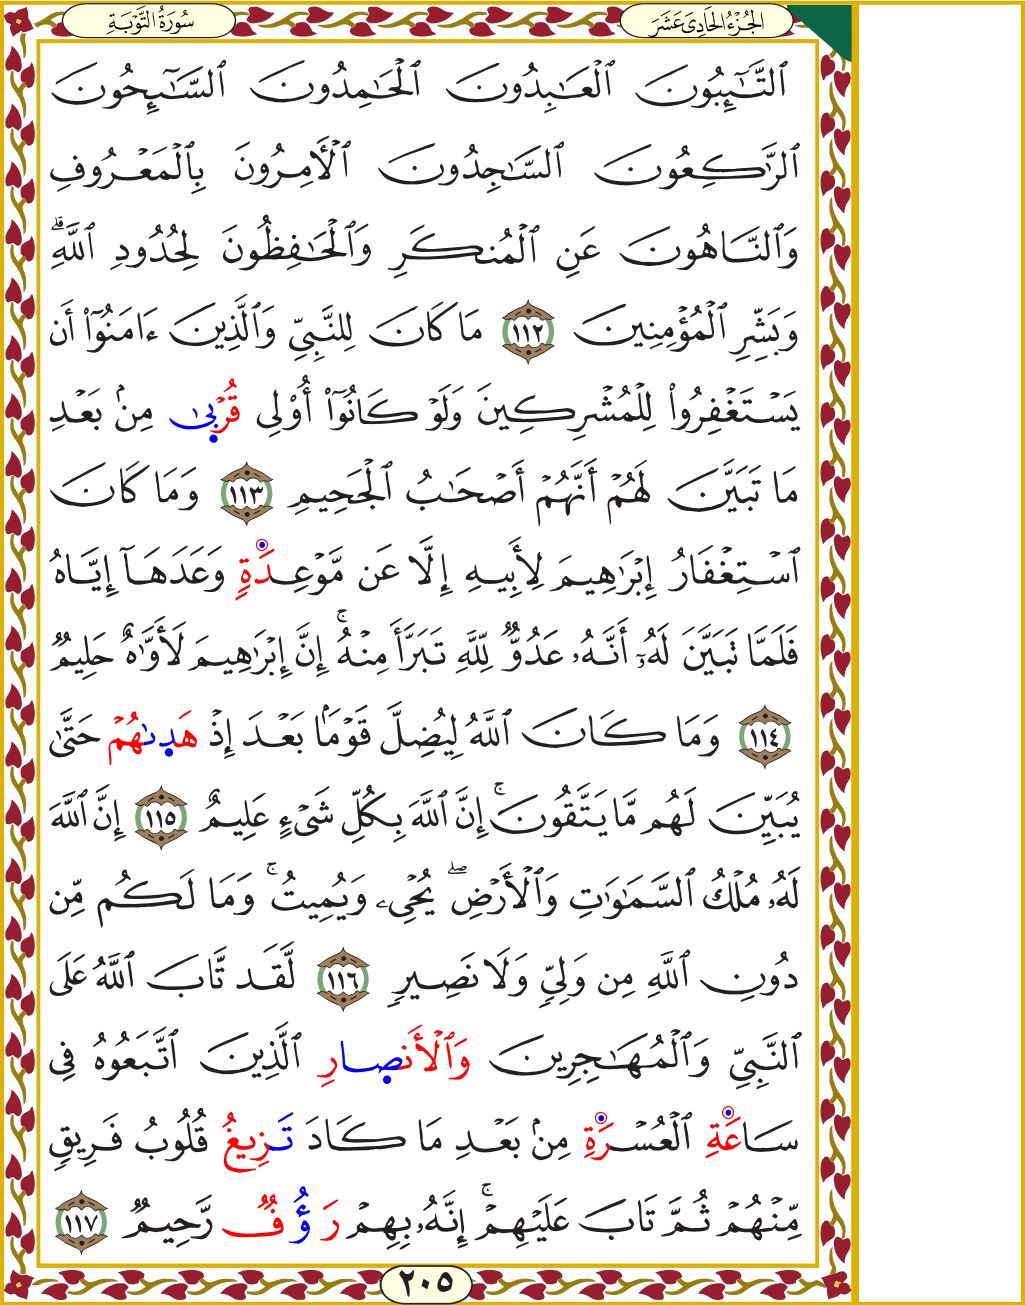 سُورَةُ التَّوْبَةِ
الجُزْءُ الحَادِيَ عَشَرَ
ٱلتَّـٰٓئِبُونَ ٱلْعَـٰبِدُونَ ٱلْحَـٰمِدُونَ ٱلسَّـٰٓئِحُونَ
ٱلرَّٰكِعُونَ ٱلسَّـٰجِدُونَ ٱلْـَٔامِرُونَ بِٱلْمَعْرُوفِ
وَٱلنَّاهُونَ عَنِ ٱلْمُنكَرِ وَٱلْحَـٰفِظُونَ لِحُدُودِ ٱللَّهِ ۗ
وَبَشِّرِ ٱلْمُؤْمِنِينَ ١١٢ مَا كَانَ لِلنَّبِىِّ وَٱلَّذِينَ ءَامَنُوٓا۟ أَن
يَسْتَغْفِرُوا۟ لِلْمُشْرِكِينَ وَلَوْ كَانُوٓا۟ أُو۟لِى قُرْبَىٰ مِنۢ بَعْدِ
مَا تَبَيَّنَ لَهُمْ أَنَّهُمْ أَصْحَـٰبُ ٱلْجَحِيمِ ١١٣ وَمَا كَانَ
ٱسْتِغْفَارُ إِبْرَٰهِيمَ لِأَبِيهِ إِلَّا عَن مَّوْعِدَةٍ وَعَدَهَآ إِيَّاهُ
فَلَمَّا تَبَيَّنَ لَهُۥٓ أَنَّهُۥ عَدُوٌّ لِّلَّهِ تَبَرَّأَ مِنْهُ ۚ إِنَّ إِبْرَٰهِيمَ لَأَوَّٰهٌ حَلِيمٌ
١١٤ وَمَا كَانَ ٱللَّهُ لِيُضِلَّ قَوْمًۢا بَعْدَ إِذْ هَدَىٰهُمْ حَتَّىٰ
يُبَيِّنَ لَهُم مَّا يَتَّقُونَ ۚ إِنَّ ٱللَّهَ بِكُلِّ شَىْءٍ عَلِيمٌ ١١٥ إِنَّ ٱللَّهَ
لَهُۥ مُلْكُ ٱلسَّمَـٰوَٰتِ وَٱلْأَرْضِ ۖ يُحْىِۦ وَيُمِيتُ ۚ وَمَا لَكُم مِّن
دُونِ ٱللَّهِ مِن وَلِىٍّ وَلَا نَصِيرٍ ١١٦ لَّقَد تَّابَ ٱللَّهُ عَلَى
ٱلنَّبِىِّ وَٱلْمُهَـٰجِرِينَ وَٱلْأَنصَارِ ٱلَّذِينَ ٱتَّبَعُوهُ فِى
سَاعَةِ ٱلْعُسْرَةِ مِنۢ بَعْدِ مَا كَادَ تَزِيغُ قُلُوبُ فَرِيقٍ
مِّنْهُمْ ثُمَّ تَابَ عَلَيْهِمْ ۚ إِنَّهُۥ بِهِمْ رَؤُفٌ رَّحِيمٌ ١١٧
٢٠٥